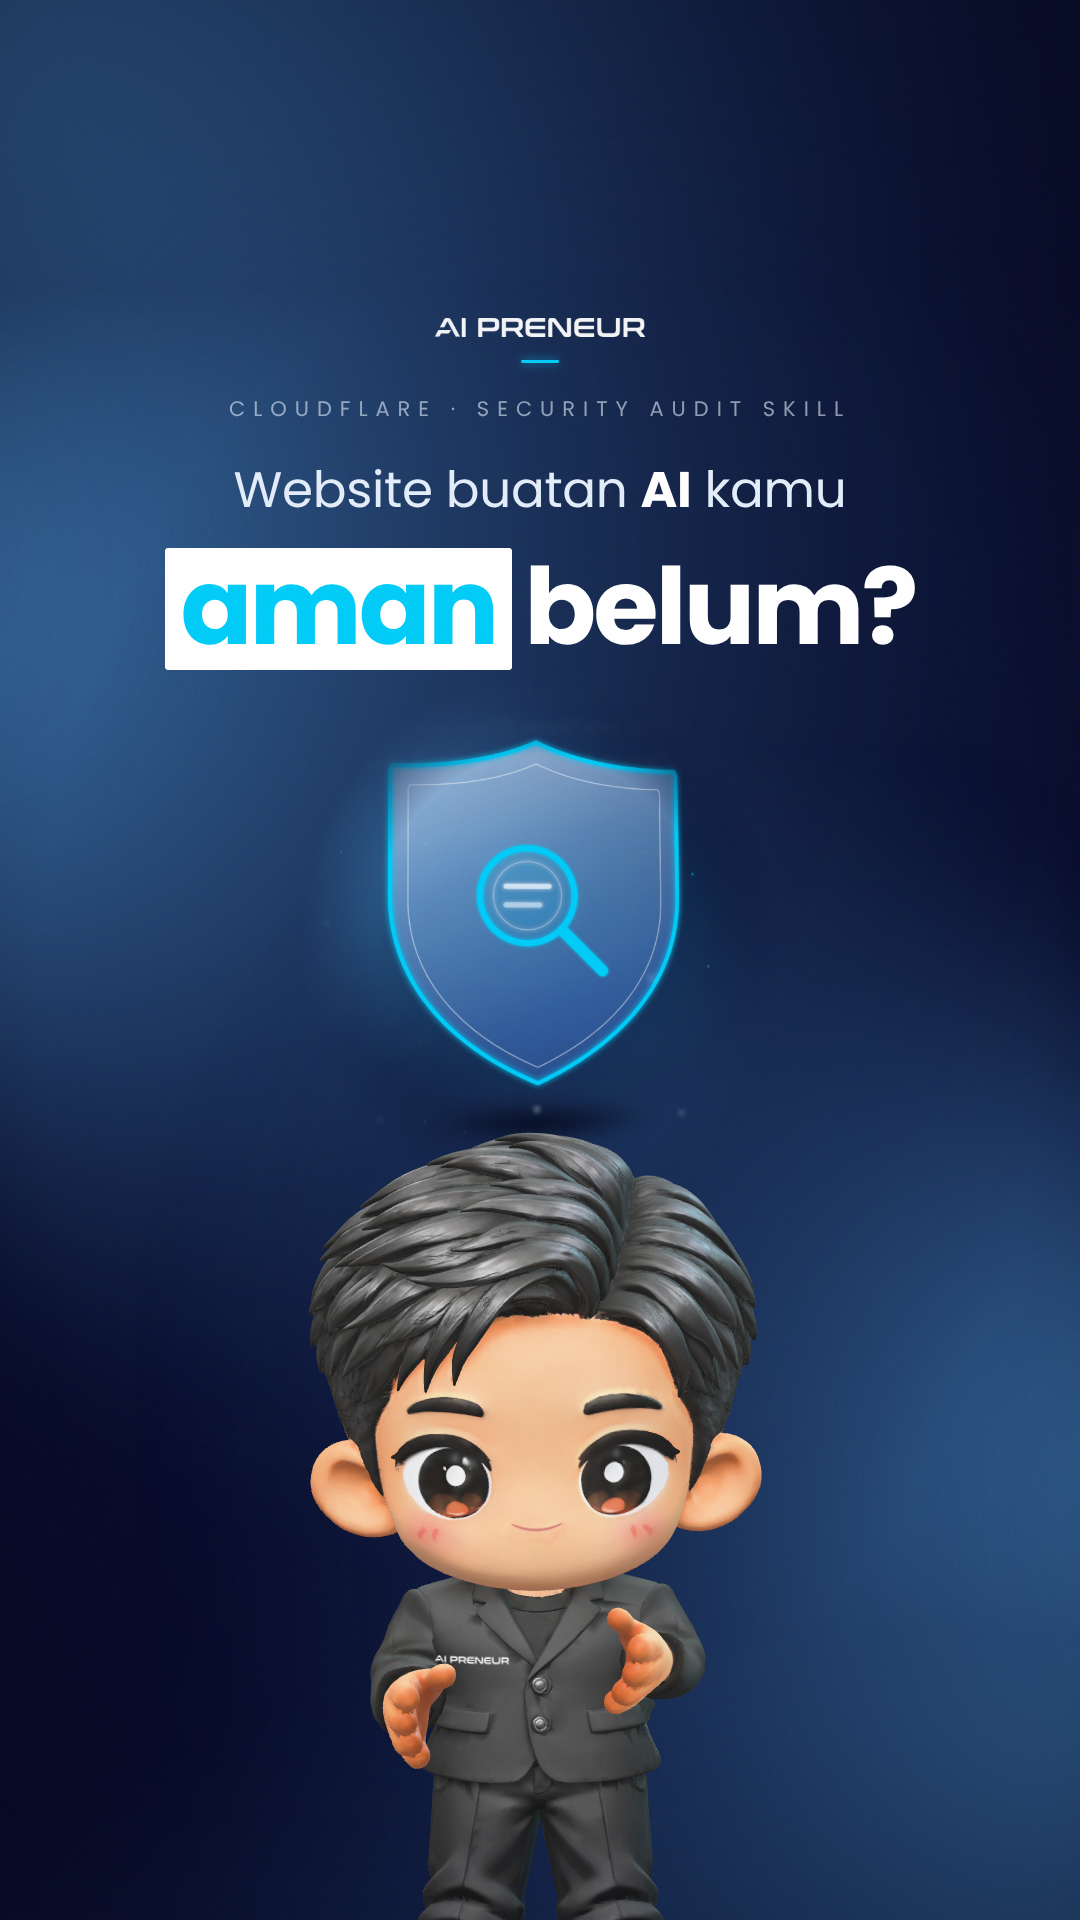 AI PRENEUR
CLOUDFLARE · SECURITY AUDIT SKILL
Website buatan AI kamu
aman belum?
AI PRENEUR